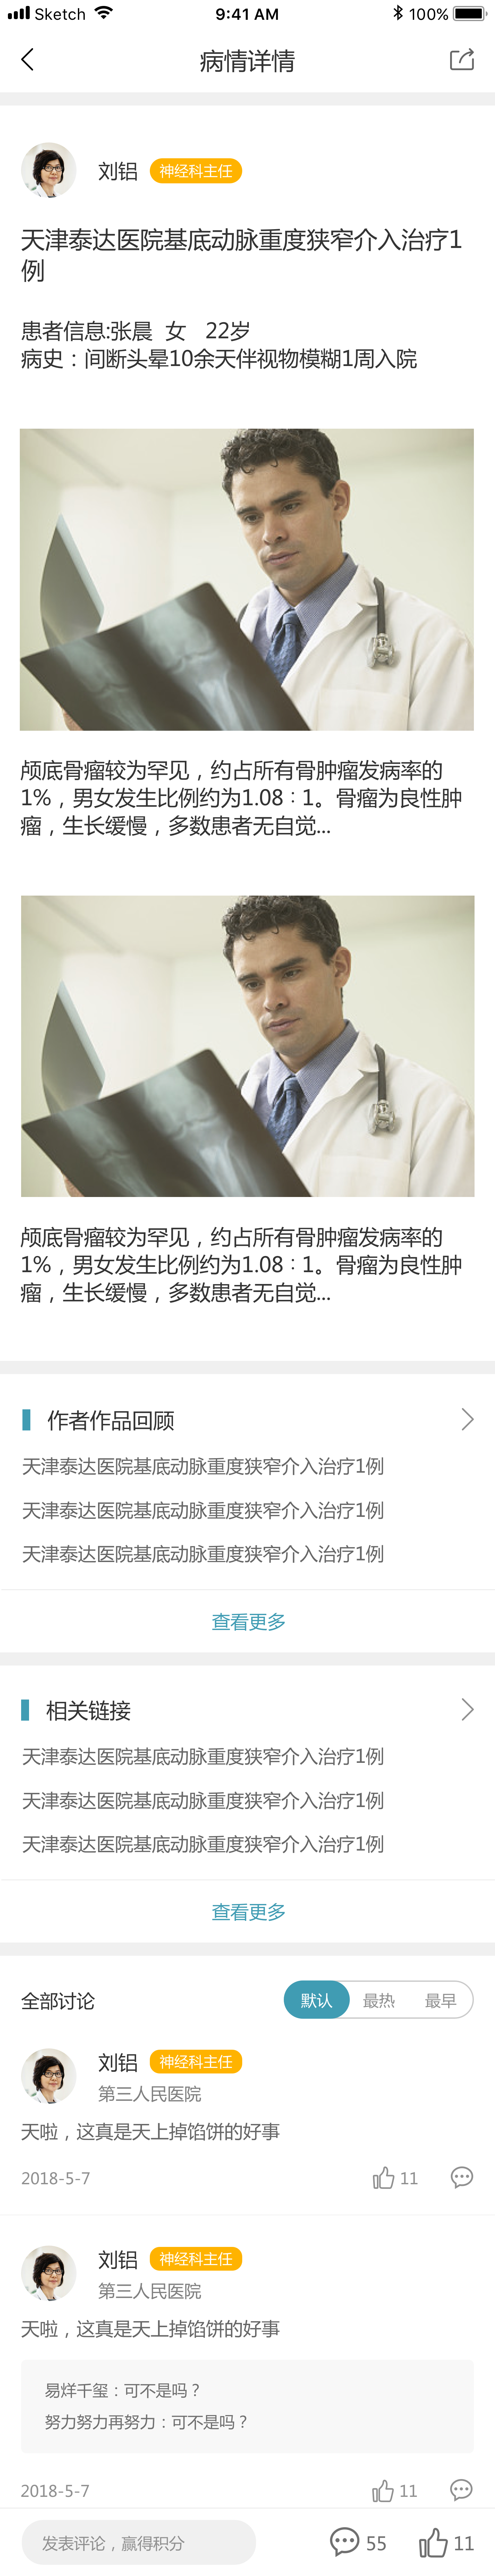 Sketch 9:41 AM 100%
病情详情
刘铝 神经科主任
天津泰达医院基底动脉重度狭窄介入治疗1
例
患者信息:张晨 女 22岁
病史：间断头晕10余天伴视物模糊1周入院
颅底骨瘤较为罕见，约占所有骨肿瘤发病率的
1%，男女发生比例约为1.08：1。骨瘤为良性肿
瘤，生长缓慢，多数患者无自觉...
颅底骨瘤较为罕见，约占所有骨肿瘤发病率的
1%，男女发生比例约为1.08：1。骨瘤为良性肿
瘤，生长缓慢，多数患者无自觉...
作者作品回顾
天津泰达医院基底动脉重度狭窄介入治疗1例
天津泰达医院基底动脉重度狭窄介入治疗1例
天津泰达医院基底动脉重度狭窄介入治疗1例
查看更多
相关链接
天津泰达医院基底动脉重度狭窄介入治疗1例
天津泰达医院基底动脉重度狭窄介入治疗1例
天津泰达医院基底动脉重度狭窄介入治疗1例
查看更多
全部讨论 默认 最热 最早
刘铝 神经科主任
第三人民医院
天啦，这真是天上掉馅饼的好事
2018-5-7 11
刘铝 神经科主任
第三人民医院
天啦，这真是天上掉馅饼的好事
易烊千玺：可不是吗？
努力努力再努力：可不是吗？
2018-5-7 11
发表评论，赢得积分 55 11